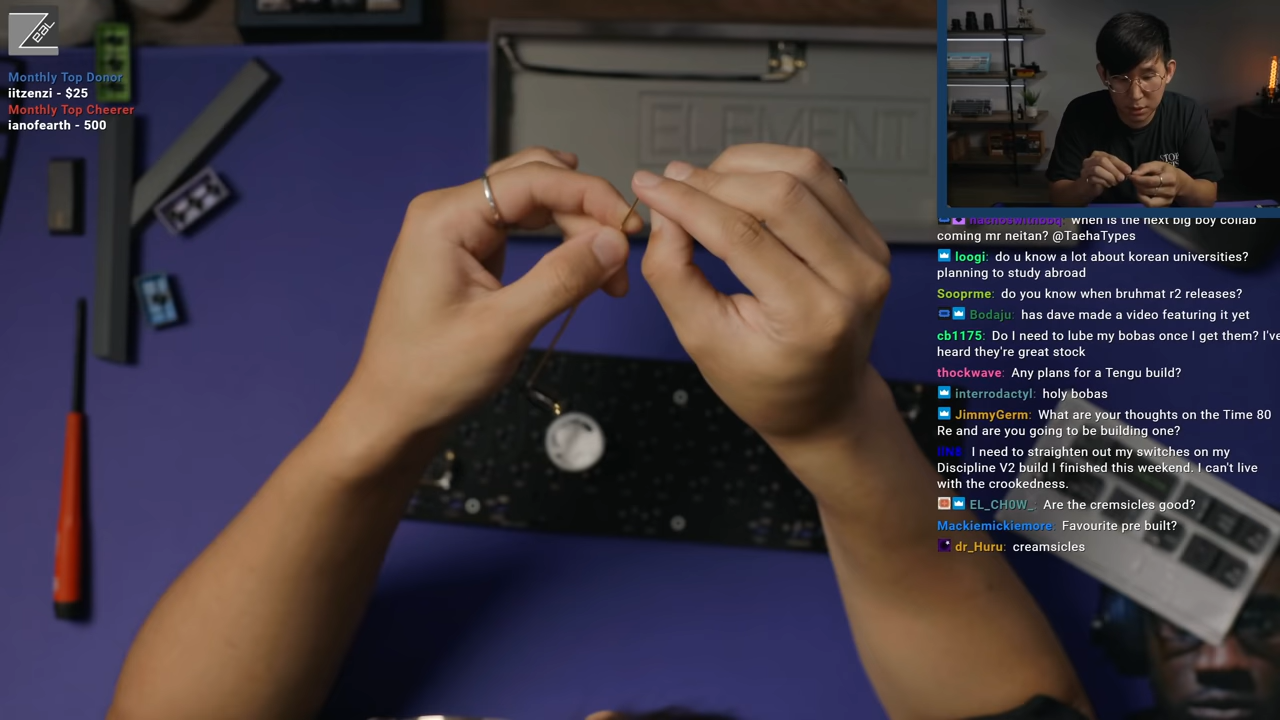 Zeal
Monthly Top Donor
iitzenzi - $25
Monthly Top Cheerer
ianofearth - 500
ELEMENT
when is the next big boy collab
coming mr neitan? @TaehaTypes
loogi: do u know a lot about korean universities?
planning to study abroad
Sooprme: do you know when bruhmat r2 releases?
Bodaju: has dave made a video featuring it yet
cb1175: Do I need to lube my bobas once I get them? I've
heard they're great stock
thockwave: Any plans for a Tengu build?
interrodactyl: holy bobas
JimmyGerm: What are your thoughts on the Time 80
Re and are you going to be building one?
I need to straighten out my switches on my
Discipline V2 build I finished this weekend. I can't live
with the crookedness.
EL_CH0W_: Are the cremsicles good?
Mackiemickiemore: Favourite pre built?
dr_Huru: creamsicles